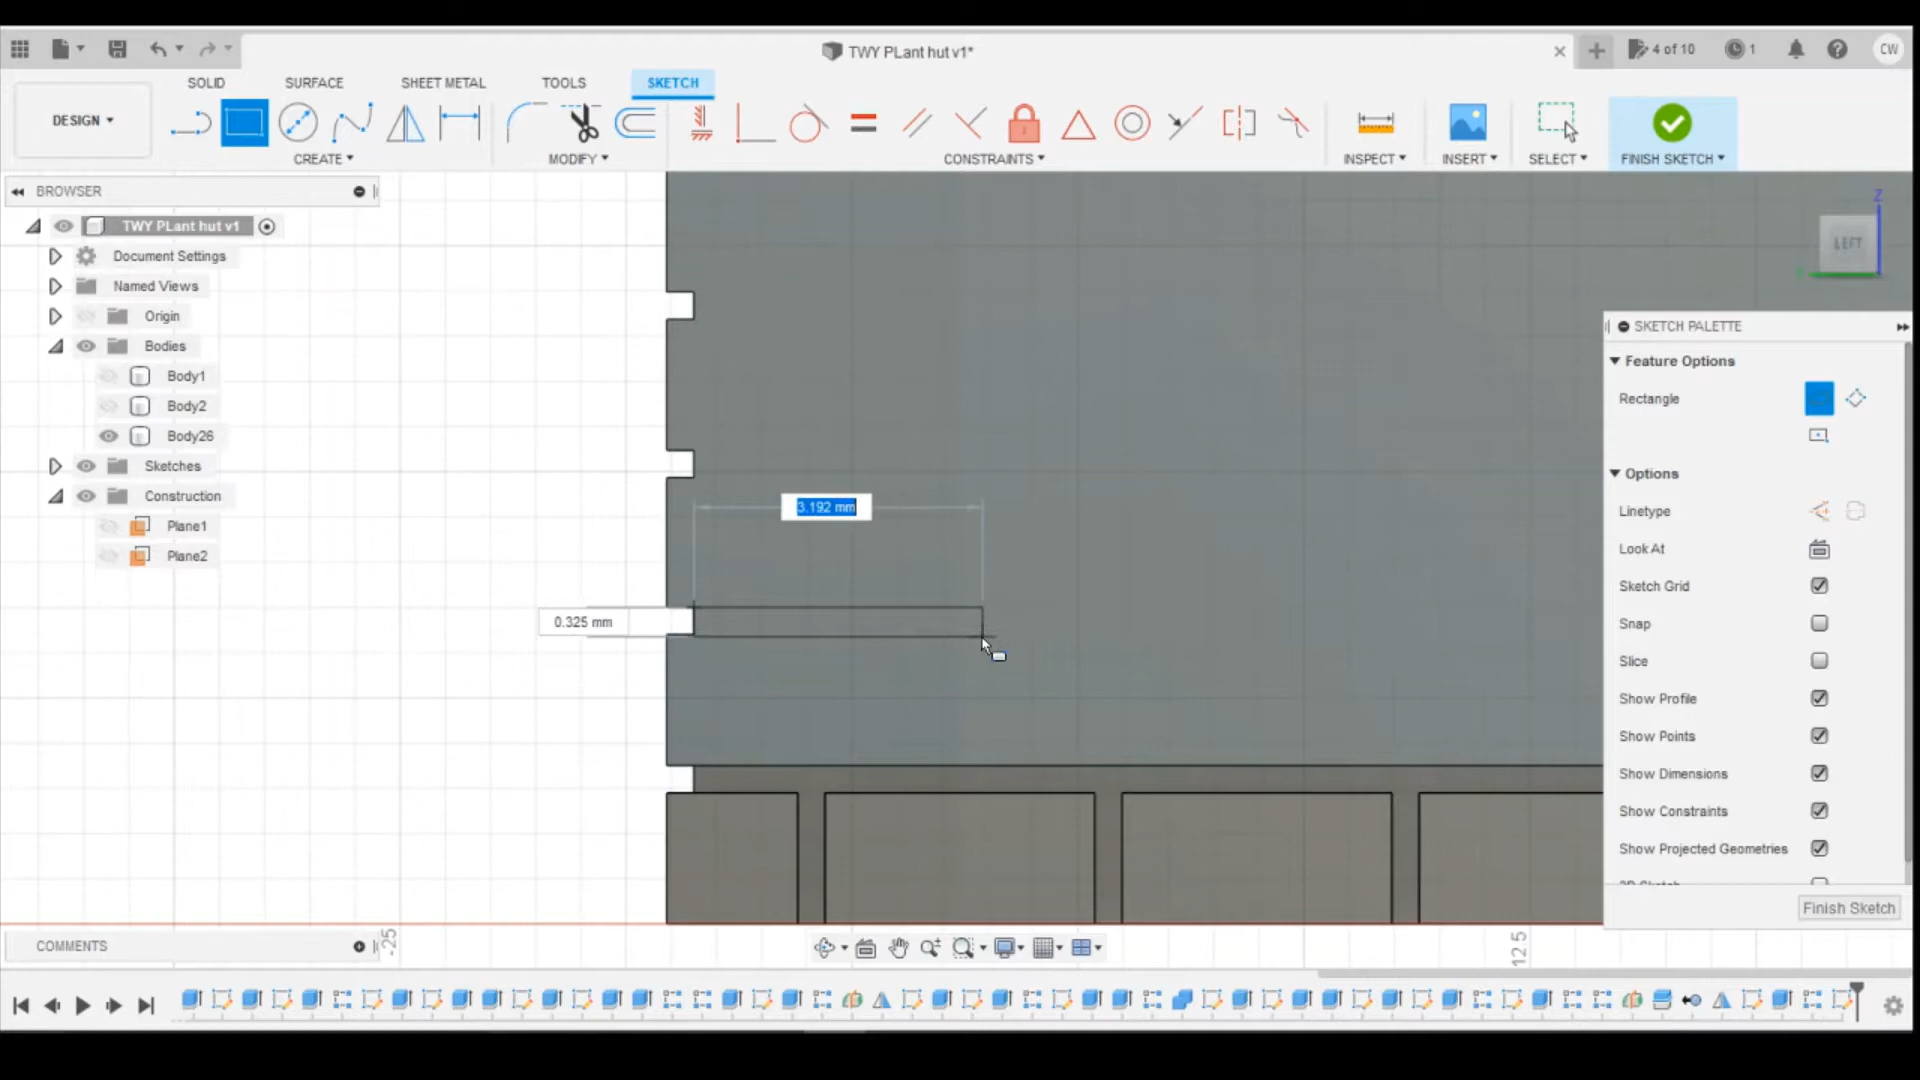 TWY PLant hut v1*
4 of 10
1
CW
SOLID
SURFACE
SHEET METAL
TOOLS
SKETCH
DESIGN
CREATE
MODIFY
CONSTRAINTS
INSPECT
INSERT
SELECT
FINISH SKETCH
BROWSER
TWY PLant hut v1
Document Settings
Named Views
Origin
Bodies
Body1
Body2
Body26
Sketches
Construction
Plane1
Plane2
Z
LEFT
3.192 mm
0.325 mm
SKETCH PALETTE
Feature Options
Rectangle
Options
Linetype
Look At
Sketch Grid
Snap
Slice
Show Profile
Show Points
Show Dimensions
Show Constraints
Show Projected Geometries
Finish Sketch
COMMENTS
-25
12.5